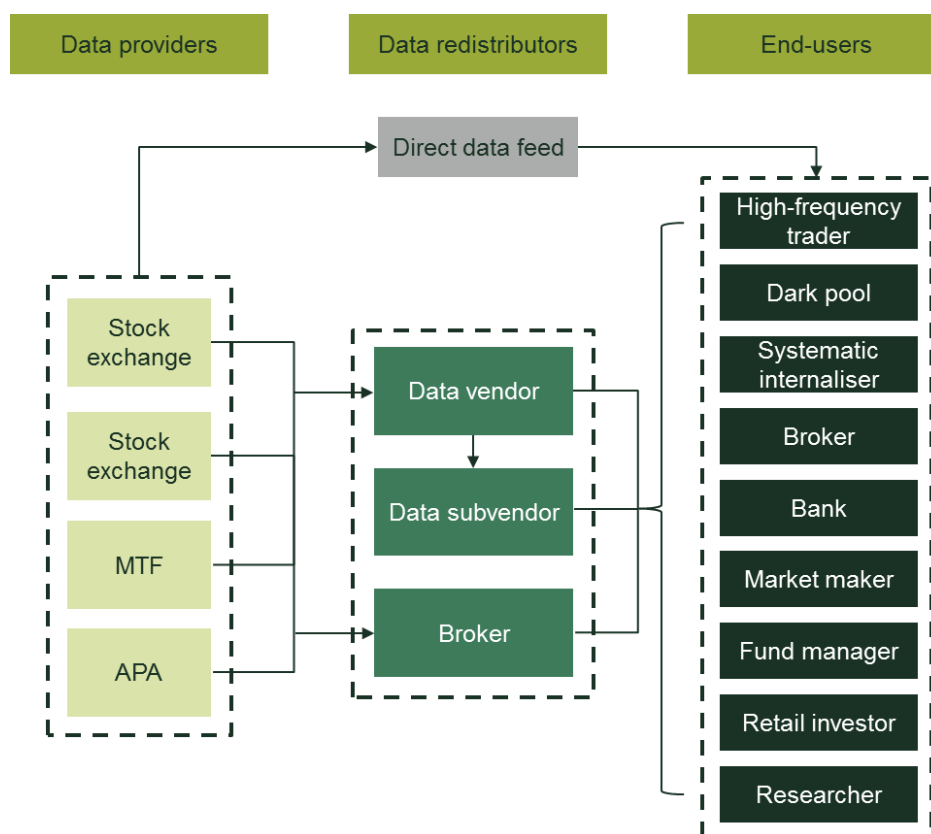 Data providers
Data redistributors
End-users
Direct data feed
Stock
exchange
Stock
exchange
MTF
APA
Data vendor
Data subvendor
Broker
High-frequency
trader
Dark pool
Systematic
internaliser
Broker
Bank
Market maker
Fund manager
Retail investor
Researcher